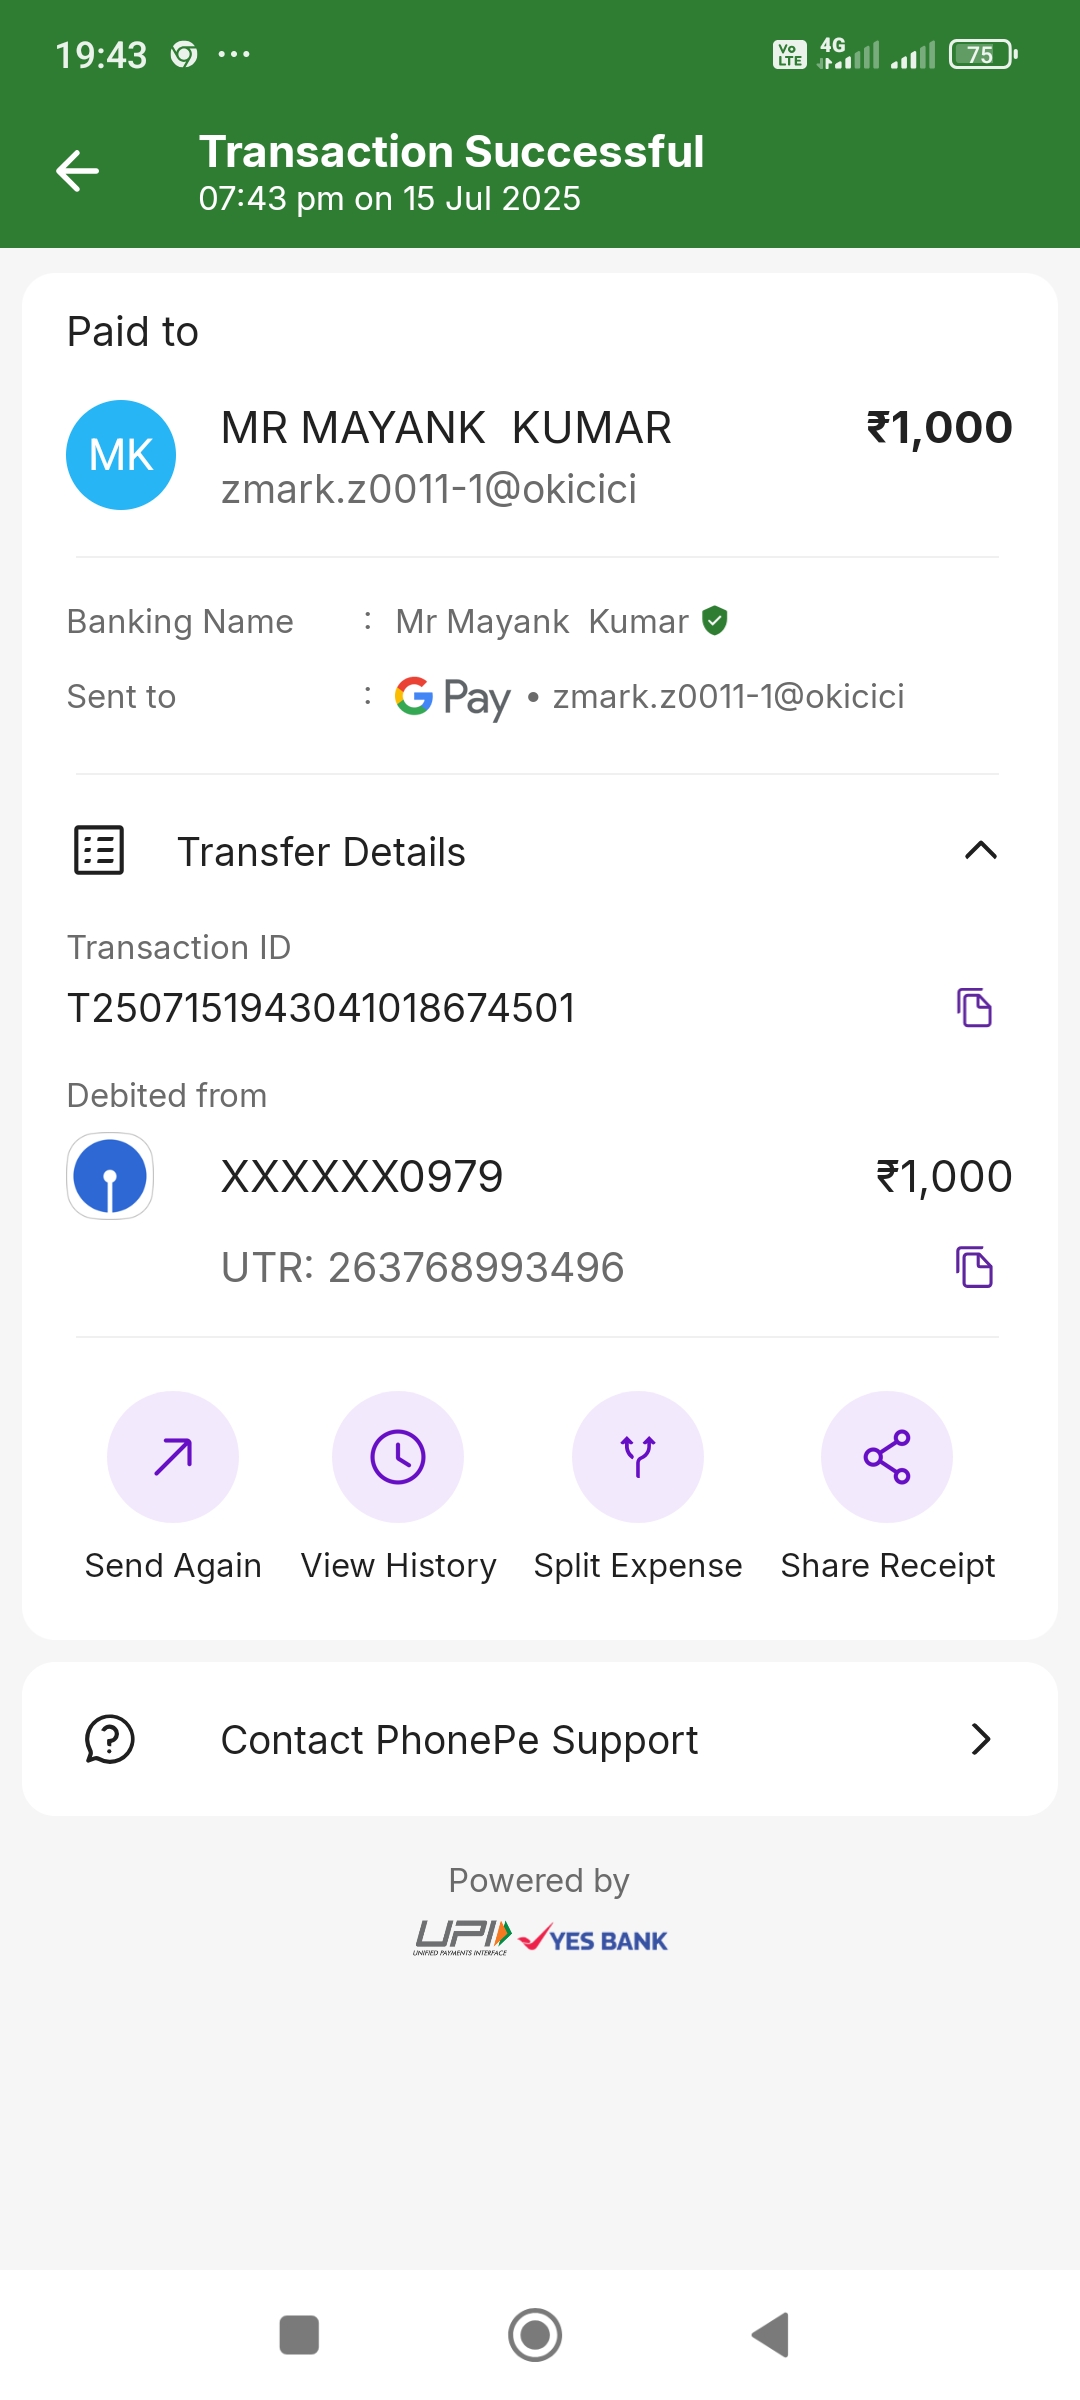 19:43
Vo LTE 4G 75
Transaction Successful
07:43 pm on 15 Jul 2025
Paid to
MK
MR MAYANK  KUMAR
₹1,000
zmark.z0011-1@okicici
Banking Name : Mr Mayank  Kumar
Sent to : G Pay • zmark.z0011-1@okicici
Transfer Details
Transaction ID
T2507151943041018674501
Debited from
XXXXXX0979
₹1,000
UTR: 263768993496
Send Again
View History
Split Expense
Share Receipt
Contact PhonePe Support
Powered by
UPI
UNIFIED PAYMENTS INTERFACE
YES BANK